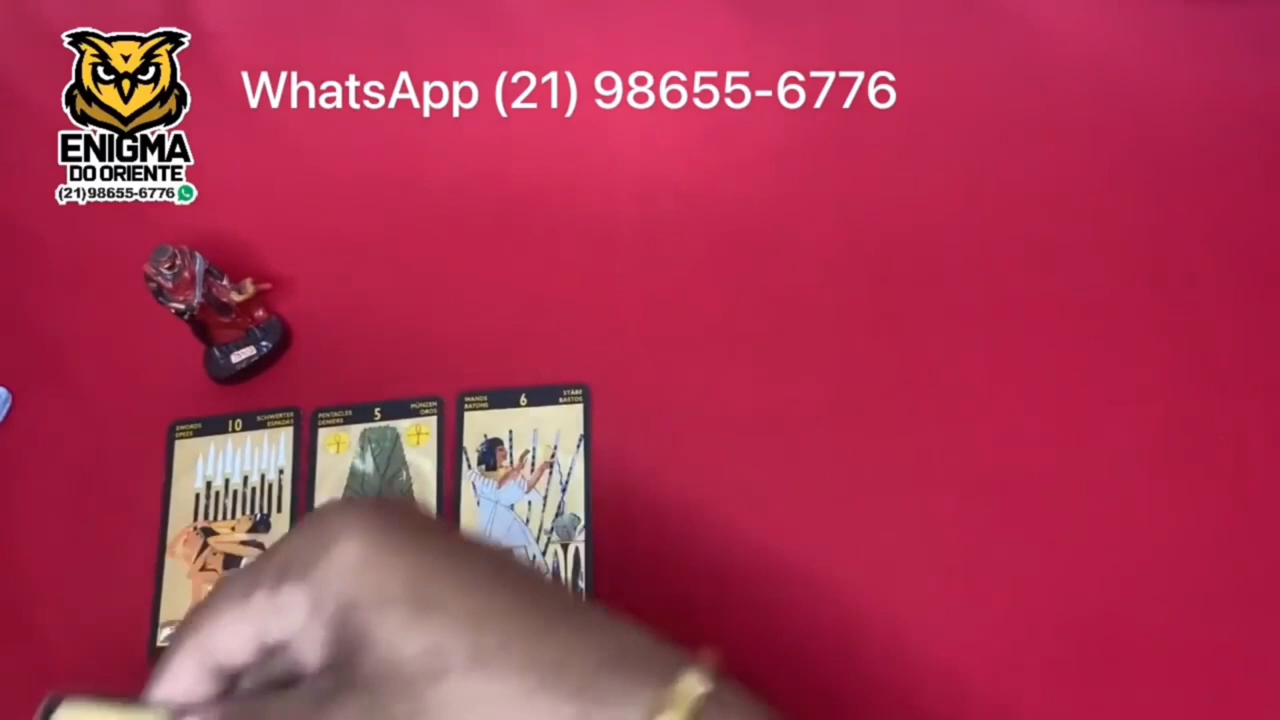 WhatsApp (21) 98655-6776
ENIGMA
DO ORIENTE
(21)98655-6776
SWORDS
EPEES
10
SCHWERTER
ESPADAS
PENTACLES
DENIERS
5
MÜNZEN
OROS
WANDS
BATONS
6
STÄBE
BASTOS